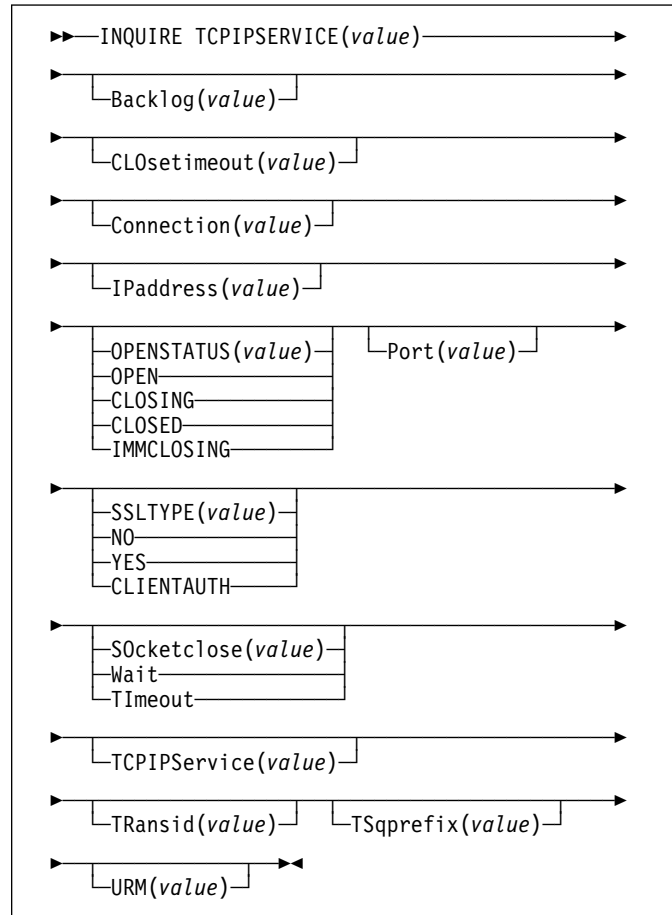 INQUIRE TCPIPSERVICE(value)
Backlog(value)
CLOsetimeout(value)
Connection(value)
IPaddress(value)
OPENSTATUS(value) Port(value)
OPEN
CLOSING
CLOSED
IMMCLOSING
SSLTYPE(value)
NO
YES
CLIENTAUTH
SOcketclose(value)
Wait
TImeout
TCPIPService(value)
TRansid(value) TSqprefix(value)
URM(value)